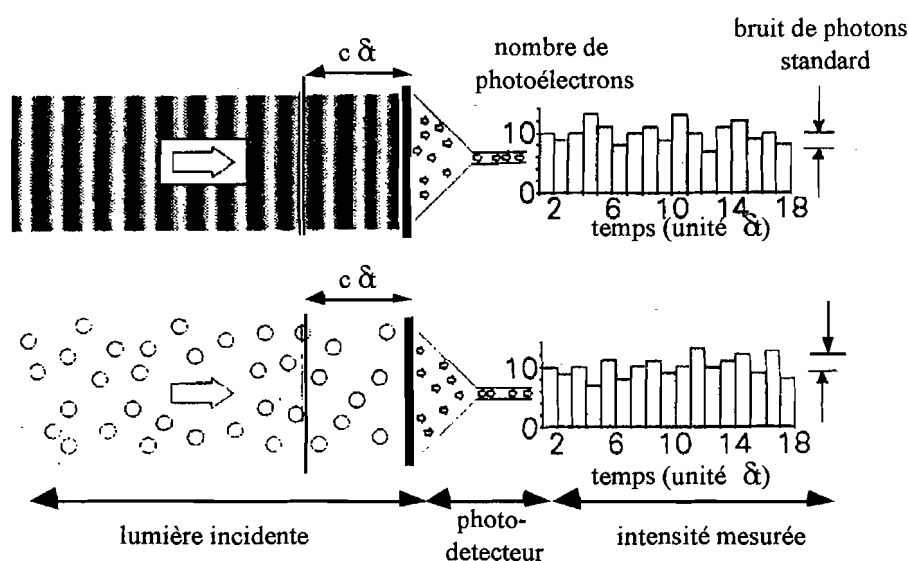 c δt
nombre de
photoélectrons
bruit de photons
standard
10
0
2 6 10 14 18
temps (unité δt)
c δt
10
0
2 6 10 14 18
temps (unité δt)
lumière incidente
photo-
detecteur
intensité mesurée